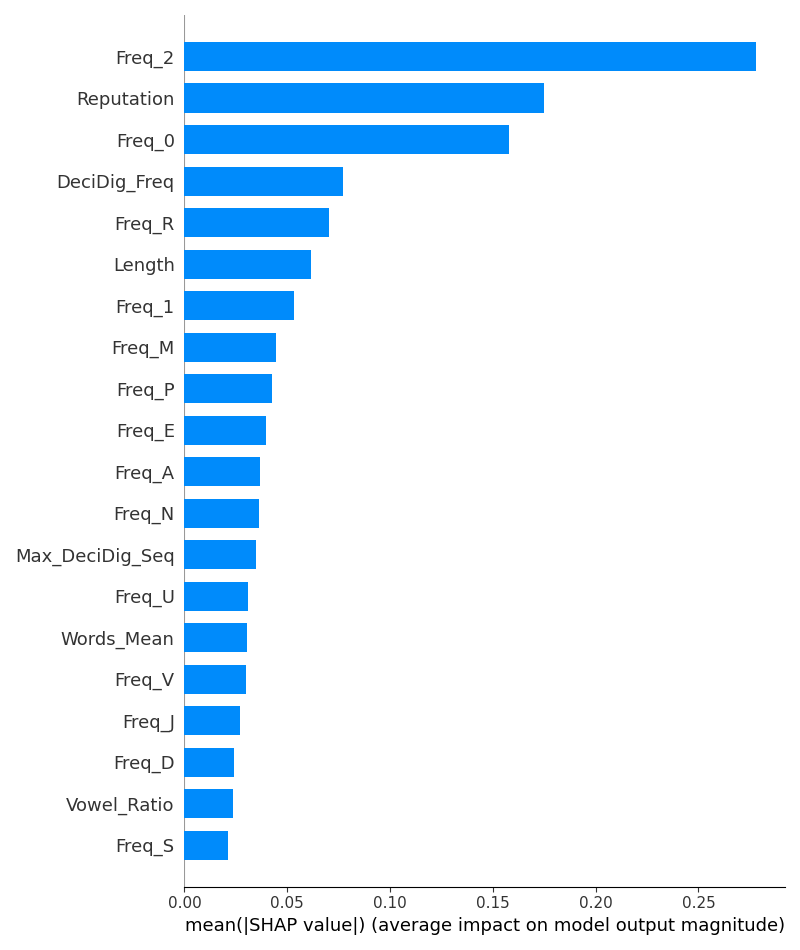 Freq_2
Reputation
Freq_0
DeciDig_Freq
Freq_R
Length
Freq_1
Freq_M
Freq_P
Freq_E
Freq_A
Freq_N
Max_DeciDig_Seq
Freq_U
Words_Mean
Freq_V
Freq_J
Freq_D
Vowel_Ratio
Freq_S
0.00 0.05 0.10 0.15 0.20 0.25
mean(|SHAP value|) (average impact on model output magnitude)